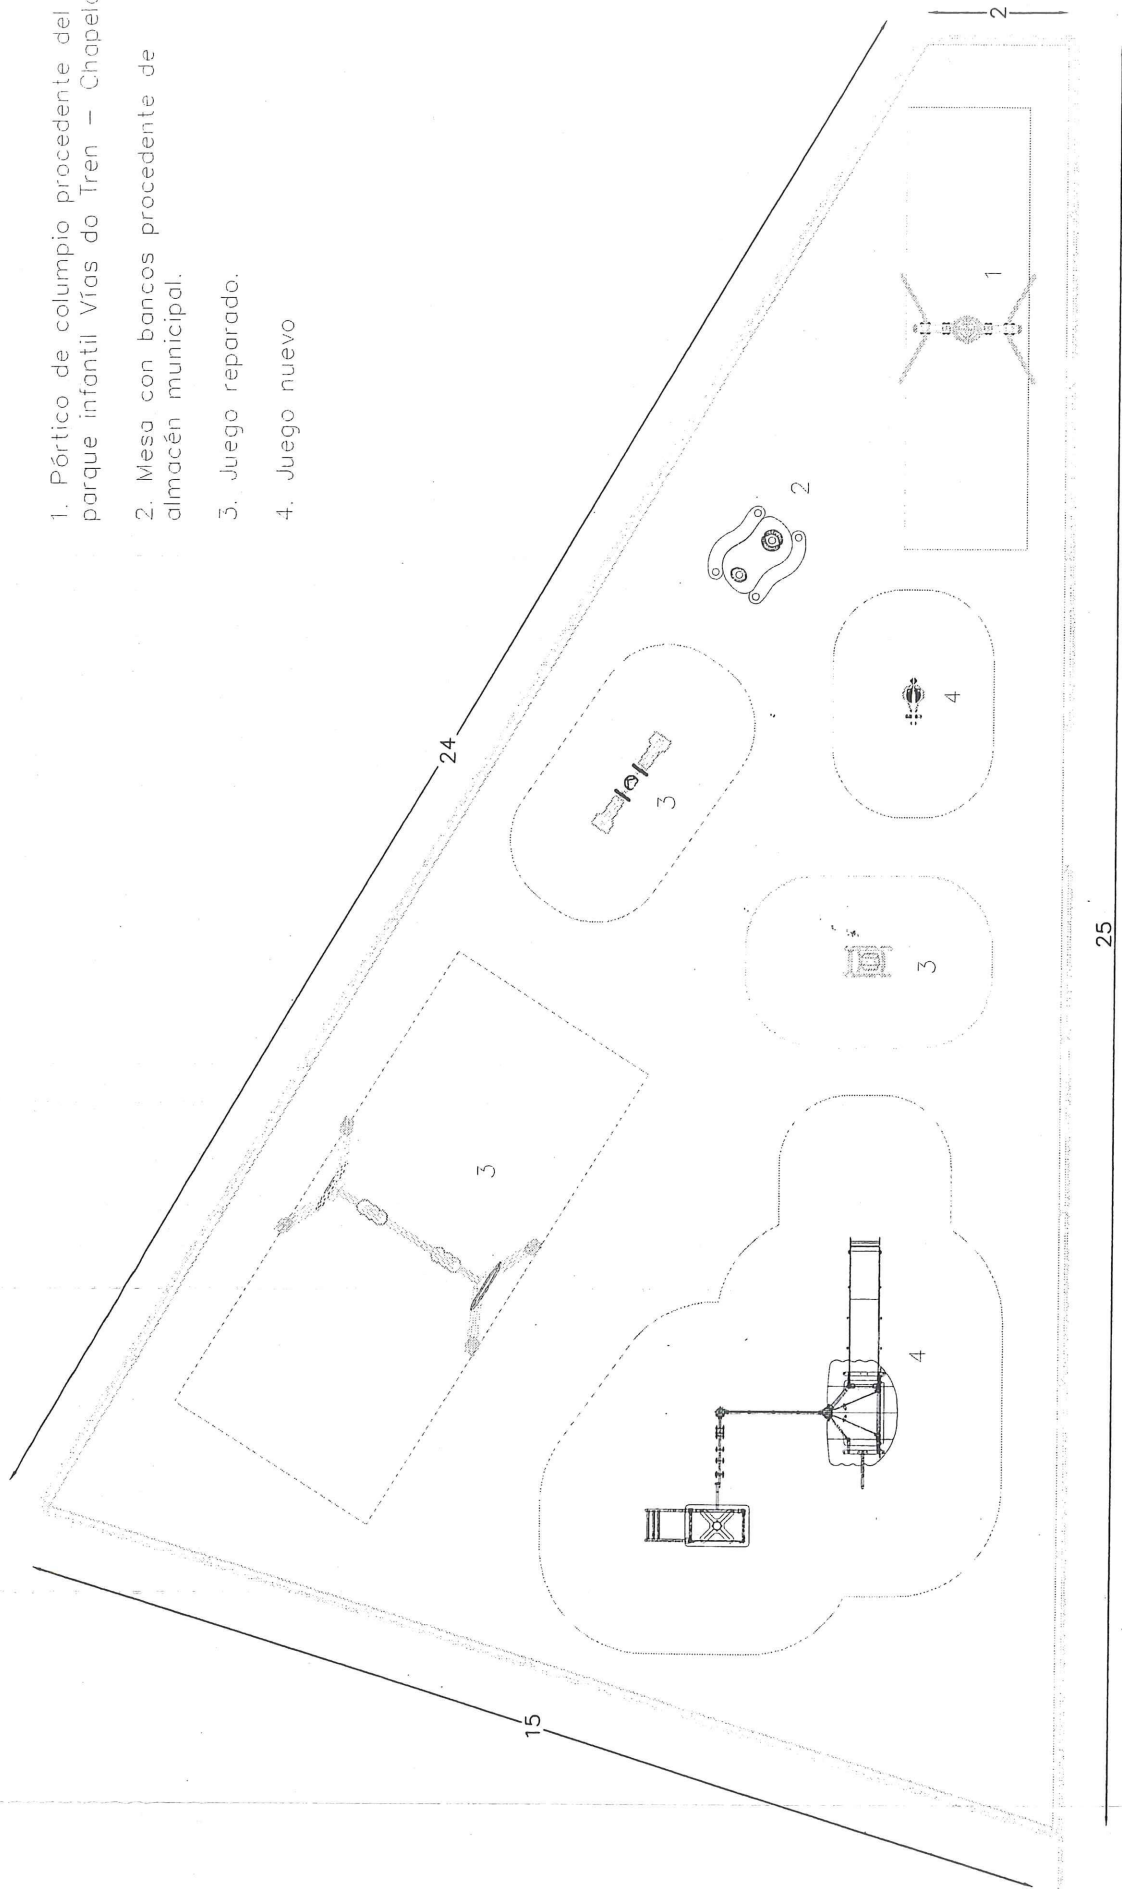 1. Pórtico de columpio procedente del
parque infantil Vías do Tren –
2. Mesa con bancos procedente de
almacén municipal.
3. Juego reparado.
4. Juego nuevo
24
2
15
25
1
2
3
4
3
3
4